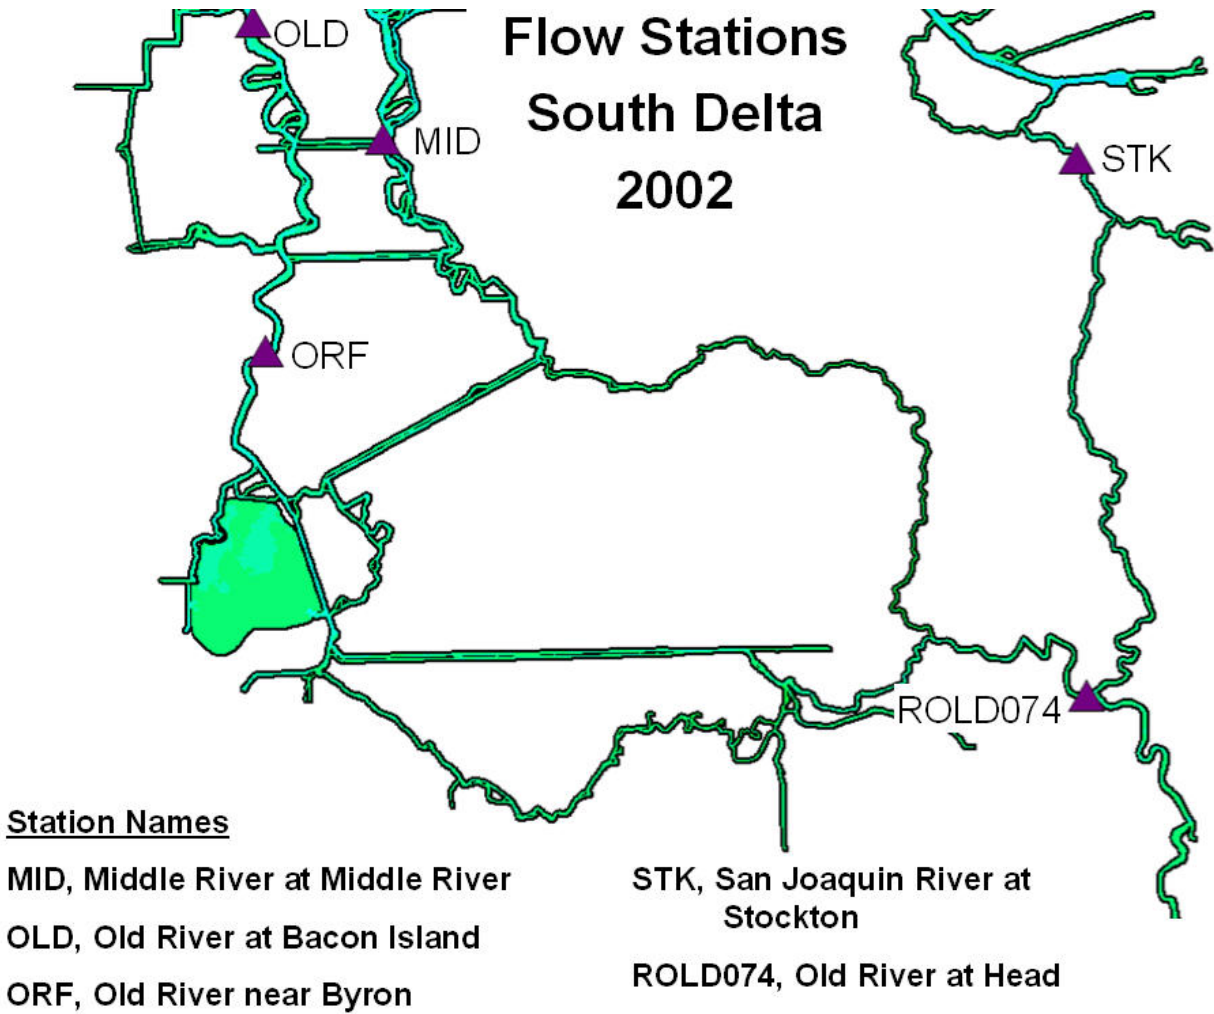 Flow Stations
South Delta
2002
OLD
MID
STK
ORF
ROLD074
Station Names
MID, Middle River at Middle River
OLD, Old River at Bacon Island
ORF, Old River near Byron
STK, San Joaquin River at
Stockton
ROLD074, Old River at Head